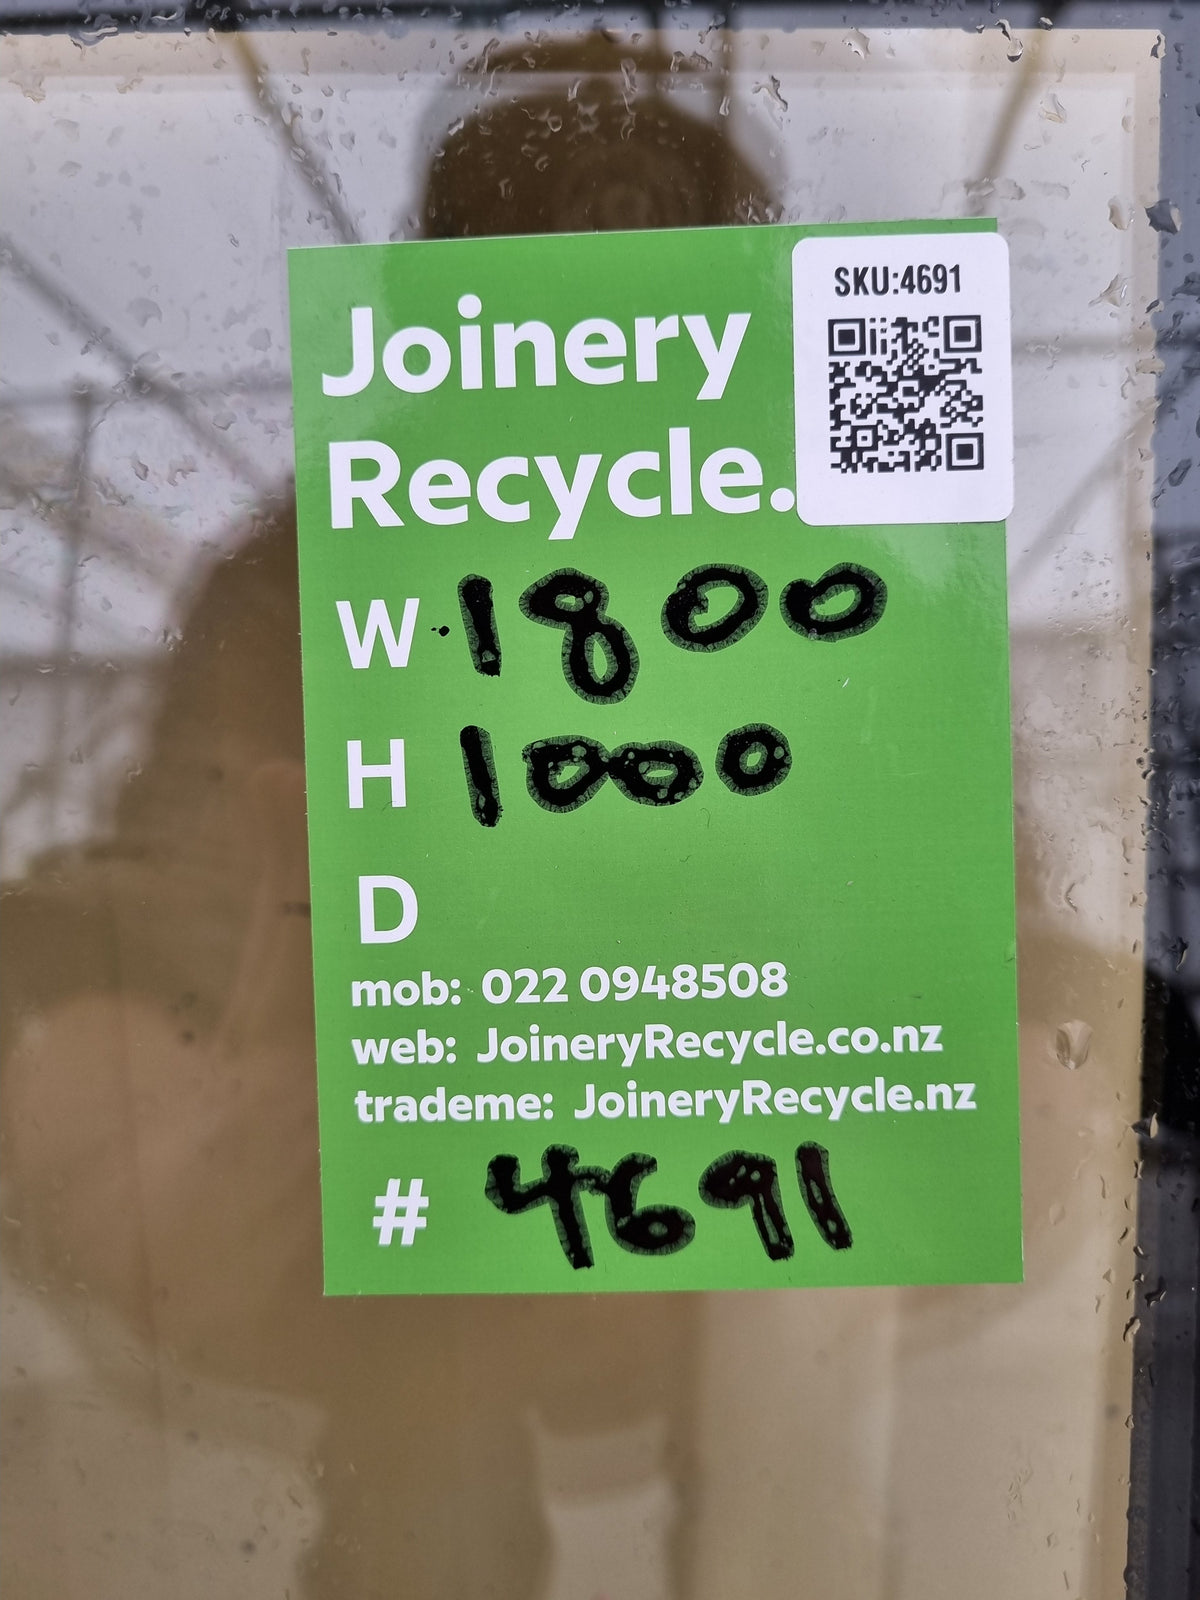 SKU:4691
Joinery
Recycle.
W 1800
H 1000
D
mob: 022 0948508
web: JoineryRecycle.co.nz
trademe: JoineryRecycle.nz
# 4691